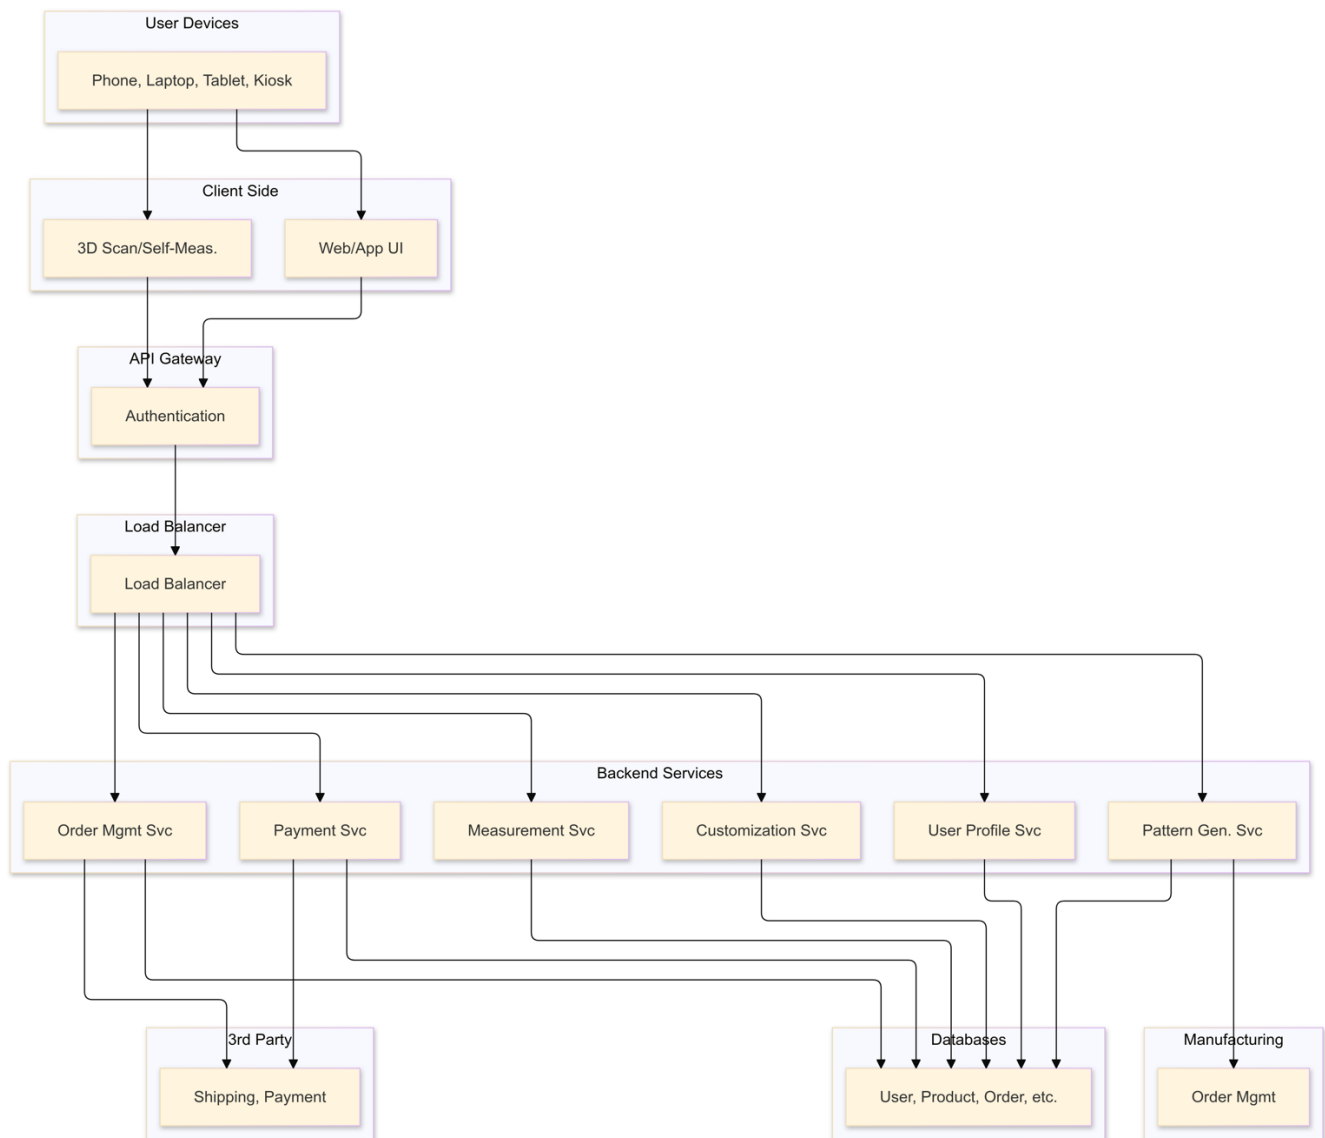 User Devices
Phone, Laptop, Tablet, Kiosk
Client Side
3D Scan/Self-Meas.
Web/App UI
API Gateway
Authentication
Load Balancer
Load Balancer
Backend Services
Order Mgmt Svc
Payment Svc
Measurement Svc
Customization Svc
User Profile Svc
Pattern Gen. Svc
3rd Party
Databases
Manufacturing
Shipping, Payment
User, Product, Order, etc.
Order Mgmt